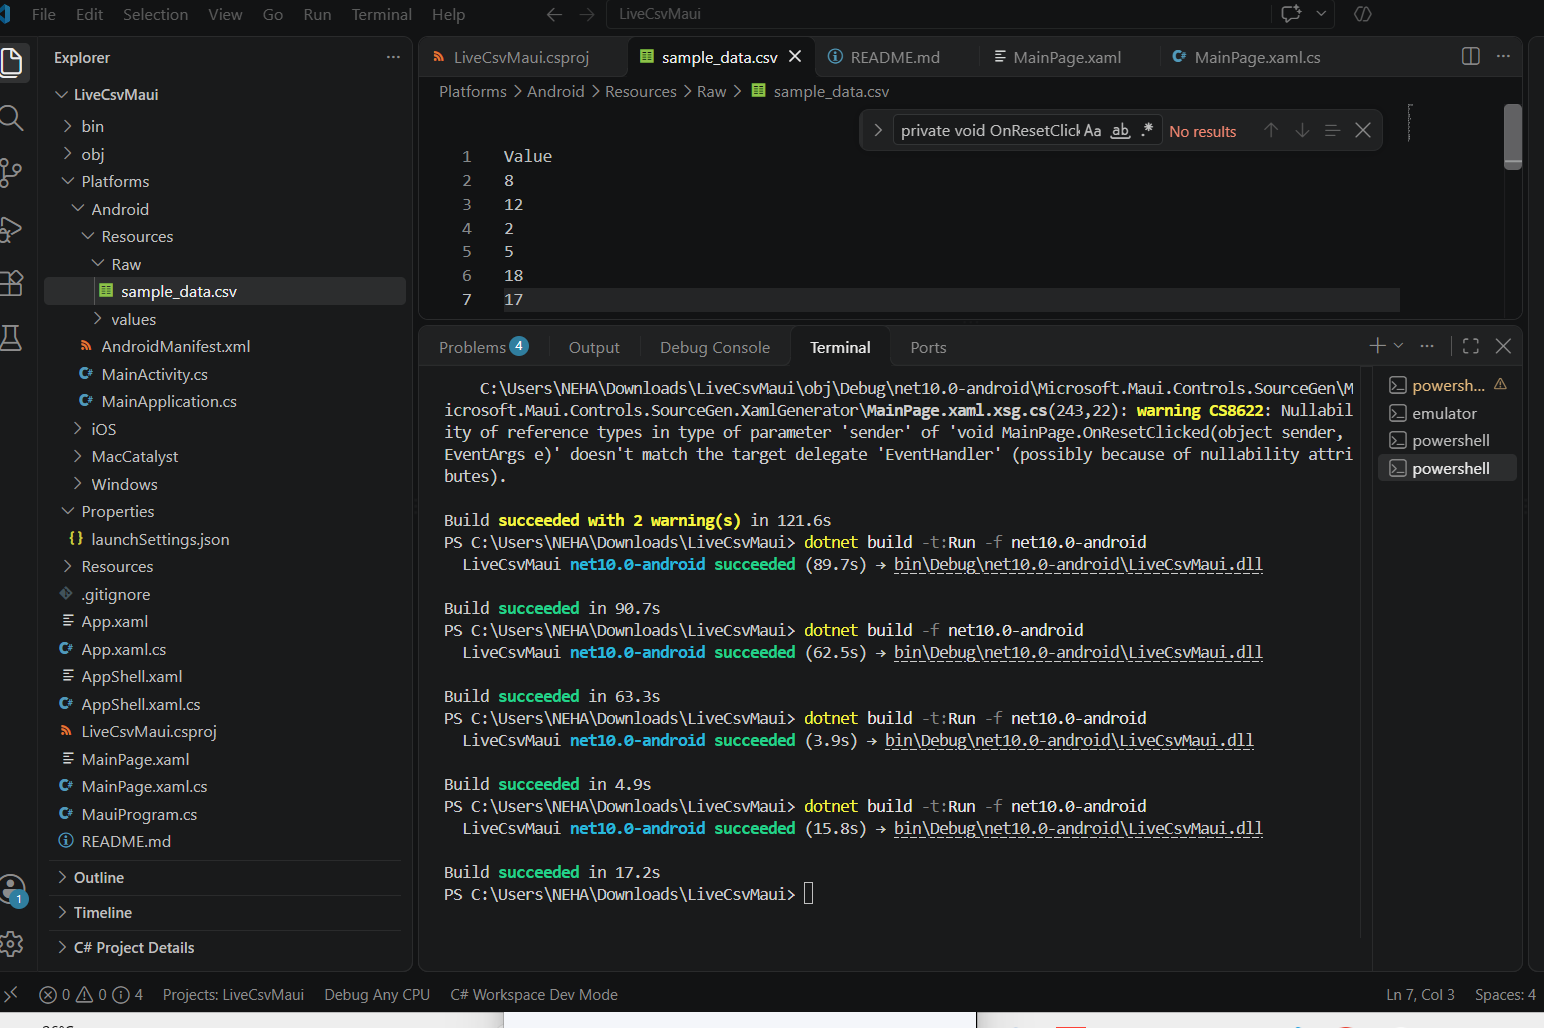 File Edit Selection View Go Run Terminal Help
LiveCsvMaui
Explorer
LiveCsvMaui
bin
obj
Platforms
Android
Resources
Raw
sample_data.csv
values
AndroidManifest.xml
MainActivity.cs
MainApplication.cs
iOS
MacCatalyst
Windows
Properties
launchSettings.json
Resources
.gitignore
App.xaml
App.xaml.cs
AppShell.xaml
AppShell.xaml.cs
LiveCsvMaui.csproj
MainPage.xaml
MainPage.xaml.cs
MauiProgram.cs
README.md
Outline
Timeline
C# Project Details
1
LiveCsvMaui.csproj sample_data.csv README.md MainPage.xaml MainPage.xaml.cs
Platforms > Android > Resources > Raw > sample_data.csv
private void OnResetClick Aa ab .* No results
1 Value
2 8
3 12
4 2
5 5
6 18
7 17
Problems 4 Output Debug Console Terminal Ports
C:\Users\NEHA\Downloads\LiveCsvMaui\obj\Debug\net10.0-android\Microsoft.Maui.Controls.SourceGen\M
icrosoft.Maui.Controls.SourceGen.XamlGenerator\MainPage.xaml.xsg.cs(243,22): warning CS8622: Nullabil
ity of reference types in type of parameter 'sender' of 'void MainPage.OnResetClicked(object sender,
EventArgs e)' doesn't match the target delegate 'EventHandler' (possibly because of nullability attri
butes).
Build succeeded with 2 warning(s) in 121.6s
PS C:\Users\NEHA\Downloads\LiveCsvMaui> dotnet build -t:Run -f net10.0-android
LiveCsvMaui net10.0-android succeeded (89.7s) → bin\Debug\net10.0-android\LiveCsvMaui.dll
Build succeeded in 90.7s
PS C:\Users\NEHA\Downloads\LiveCsvMaui> dotnet build -f net10.0-android
LiveCsvMaui net10.0-android succeeded (62.5s) → bin\Debug\net10.0-android\LiveCsvMaui.dll
Build succeeded in 63.3s
PS C:\Users\NEHA\Downloads\LiveCsvMaui> dotnet build -t:Run -f net10.0-android
LiveCsvMaui net10.0-android succeeded (3.9s) → bin\Debug\net10.0-android\LiveCsvMaui.dll
Build succeeded in 4.9s
PS C:\Users\NEHA\Downloads\LiveCsvMaui> dotnet build -t:Run -f net10.0-android
LiveCsvMaui net10.0-android succeeded (15.8s) → bin\Debug\net10.0-android\LiveCsvMaui.dll
Build succeeded in 17.2s
PS C:\Users\NEHA\Downloads\LiveCsvMaui>
powersh...
emulator
powershell
powershell
0 0 4 Projects: LiveCsvMaui Debug Any CPU C# Workspace Dev Mode Ln 7, Col 3 Spaces: 4